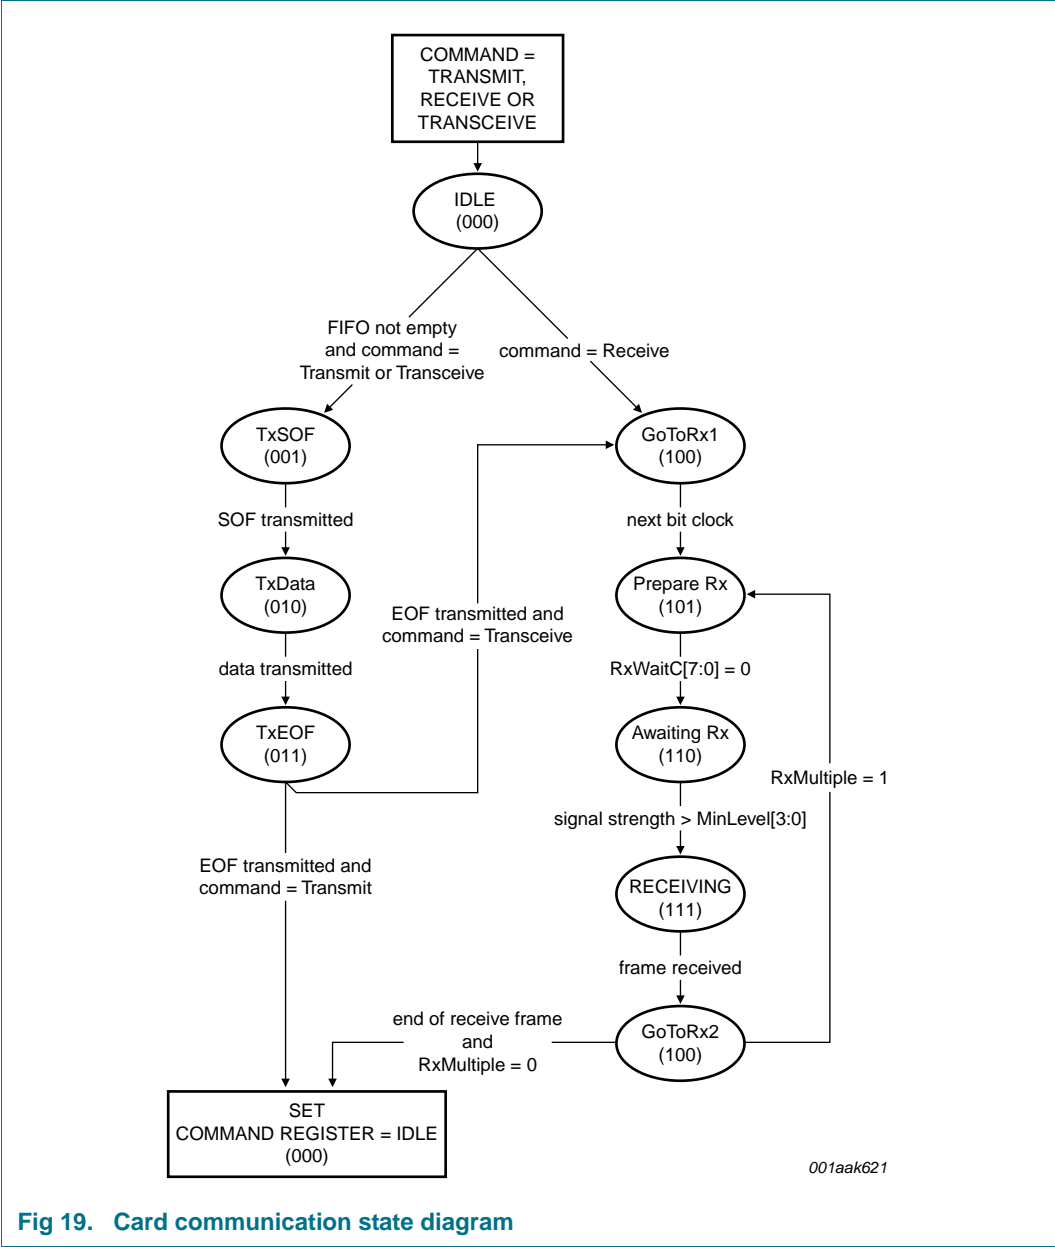 COMMAND =
TRANSMIT,
RECEIVE OR
TRANSCEIVE
IDLE
(000)
FIFO not empty
and command =
Transmit or Transceive
command = Receive
TxSOF
(001)
GoToRx1
(100)
SOF transmitted
next bit clock
TxData
(010)
Prepare Rx
(101)
EOF transmitted and
command = Transceive
data transmitted
RxWaitC[7:0] = 0
TxEOF
(011)
Awaiting Rx
(110)
RxMultiple = 1
signal strength > MinLevel[3:0]
EOF transmitted and
command = Transmit
RECEIVING
(111)
frame received
end of receive frame
and
RxMultiple = 0
GoToRx2
(100)
SET
COMMAND REGISTER = IDLE
(000)
001aak621
Fig 19. Card communication state diagram